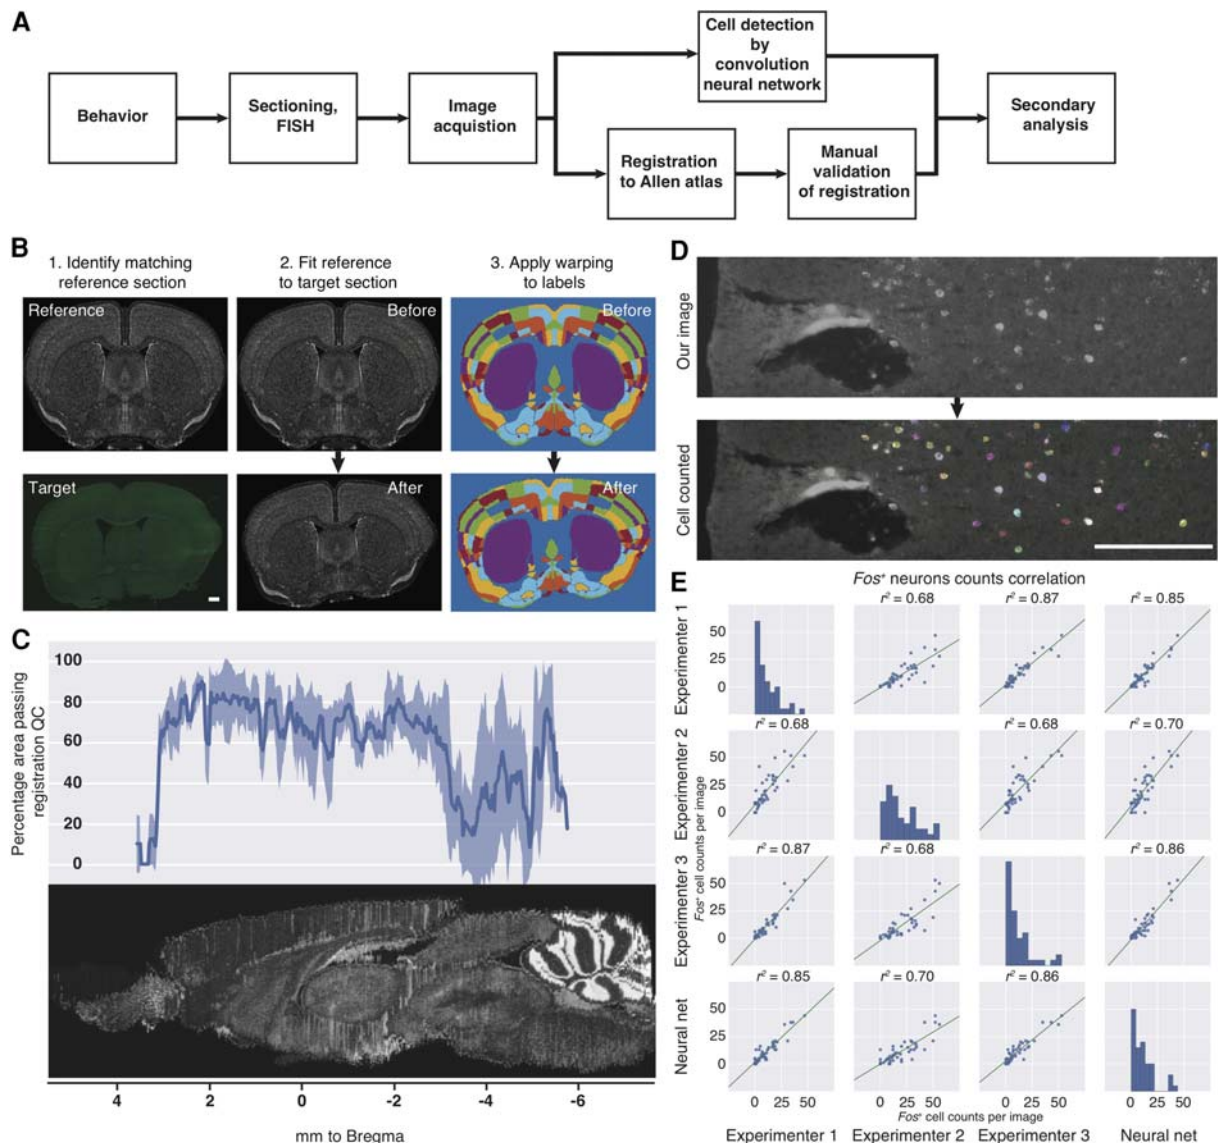 A
Behavior
Sectioning,
FISH
Image
acquistion
Cell detection
by
convolution
neural network
Registration
to Allen atlas
Manual
validation
of registration
Secondary
analysis
B
1. Identify matching
reference section
2. Fit reference
to target section
3. Apply warping
to labels
Reference
Before
Before
Target
After
After
C
Percentage area passing
registration QC
100
80
60
40
20
0
4
2
0
-2
-4
-6
mm to Bregma
D
Our image
Cell counted
E
Fos+ neurons counts correlation
r² = 0.68
r² = 0.87
r² = 0.85
Experimenter 1
50
25
0
r² = 0.68
r² = 0.68
r² = 0.70
Experimenter 2
50
25
0
Fos+ cell counts per image
r² = 0.87
r² = 0.68
r² = 0.86
Experimenter 3
50
25
0
r² = 0.85
r² = 0.70
r² = 0.86
Neural net
50
25
0
0 25 50
0 25 50
0 25 50
0 25 50
Fos+ cell counts per image
Experimenter 1
Experimenter 2
Experimenter 3
Neural net